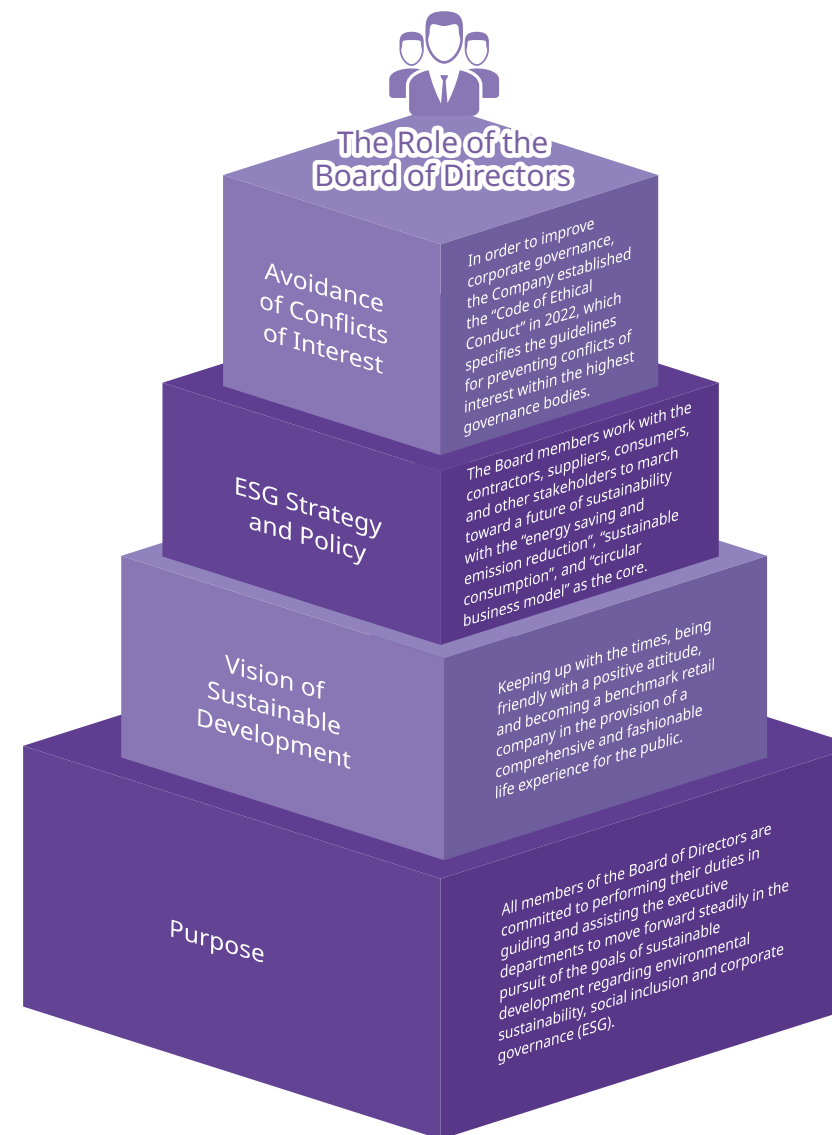 The Role of the
Board of Directors
Avoidance
of Conflicts
of Interest
In order to improve
corporate governance,
the Company established
the “Code of Ethical
Conduct” in 2022, which
specifies the guidelines
for preventing conflicts of
interest within the highest
governance bodies.
ESG Strategy
and Policy
The Board members work with the
contractors, suppliers, consumers,
and other stakeholders to march
toward a future of sustainability
with the “energy saving and
emission reduction”, “sustainable
consumption”, and “circular
business model” as the core.
Vision of
Sustainable
Development
Keeping up with the times, being
friendly with a positive attitude,
and becoming a benchmark retail
company in the provision of a
comprehensive and fashionable
life experience for the public.
Purpose
All members of the Board of Directors are
committed to performing their duties in
guiding and assisting the executive
departments to move forward steadily in the
pursuit of the goals of sustainable
development regarding environmental
sustainability, social inclusion and corporate
governance (ESG).